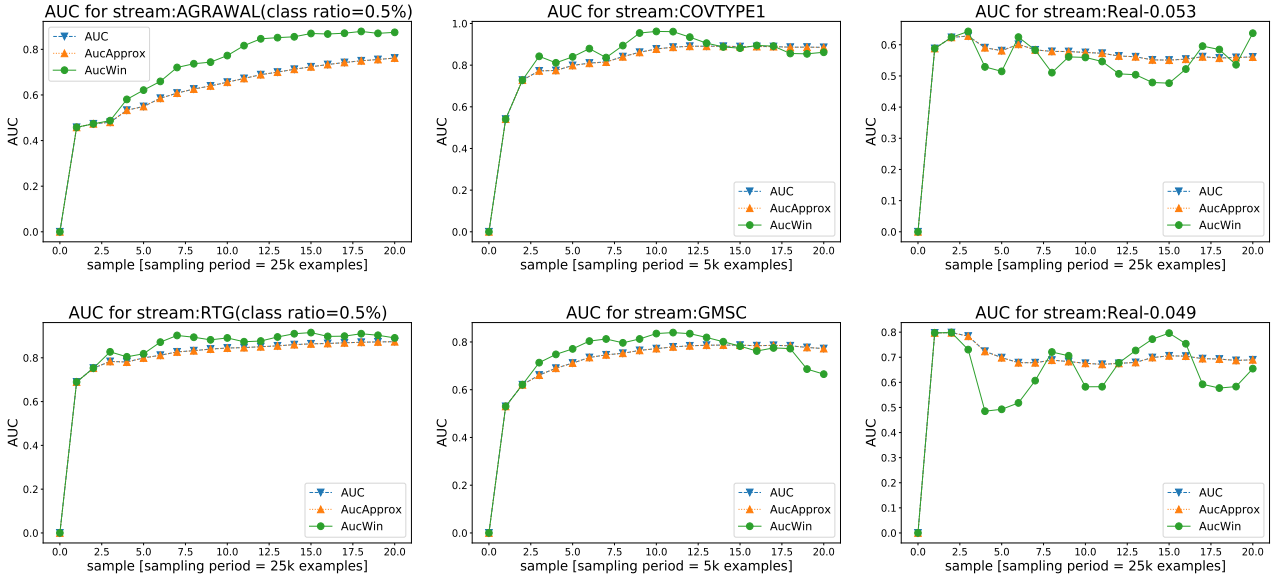 AUC for stream:AGRAWAL(class ratio=0.5%)
AUC
0.8
0.6
0.4
0.2
0.0
AUC
AucApprox
AucWin
0.0 2.5 5.0 7.5 10.0 12.5 15.0 17.5 20.0
sample [sampling period = 25k examples]
AUC for stream:COVTYPE1
AUC
1.0
0.8
0.6
0.4
0.2
0.0
AUC
AucApprox
AucWin
0.0 2.5 5.0 7.5 10.0 12.5 15.0 17.5 20.0
sample [sampling period = 5k examples]
AUC for stream:Real-0.053
AUC
0.6
0.5
0.4
0.3
0.2
0.1
0.0
AUC
AucApprox
AucWin
0.0 2.5 5.0 7.5 10.0 12.5 15.0 17.5 20.0
sample [sampling period = 25k examples]
AUC for stream:RTG(class ratio=0.5%)
AUC
0.8
0.6
0.4
0.2
0.0
AUC
AucApprox
AucWin
0.0 2.5 5.0 7.5 10.0 12.5 15.0 17.5 20.0
sample [sampling period = 25k examples]
AUC for stream:GMSC
AUC
0.8
0.6
0.4
0.2
0.0
AUC
AucApprox
AucWin
0.0 2.5 5.0 7.5 10.0 12.5 15.0 17.5 20.0
sample [sampling period = 5k examples]
AUC for stream:Real-0.049
AUC
0.8
0.7
0.6
0.5
0.4
0.3
0.2
0.1
0.0
AUC
AucApprox
AucWin
0.0 2.5 5.0 7.5 10.0 12.5 15.0 17.5 20.0
sample [sampling period = 25k examples]